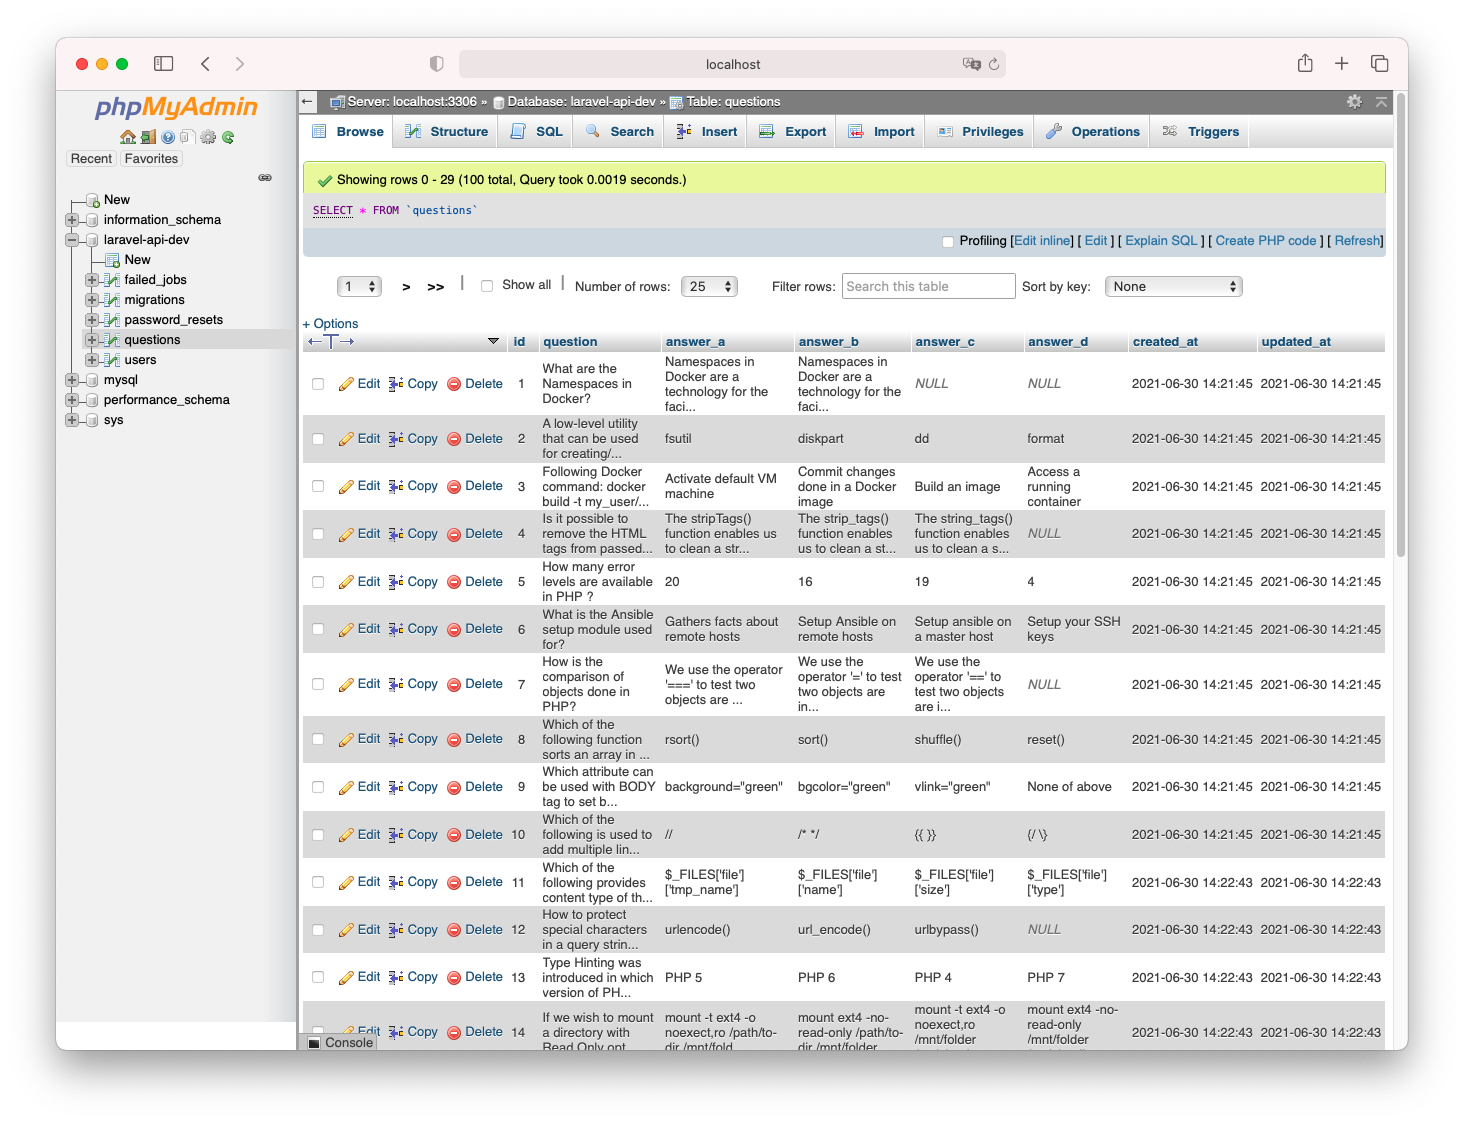 localhost
phpMyAdmin
Recent Favorites
New
information_schema
laravel-api-dev
New
failed_jobs
migrations
password_resets
questions
users
mysql
performance_schema
sys
Server: localhost:3306 » Database: laravel-api-dev » Table: questions
Browse Structure SQL Search Insert Export Import Privileges Operations Triggers
Showing rows 0 - 29 (100 total, Query took 0.0019 seconds.)
SELECT * FROM `questions`
Profiling [Edit inline] [ Edit ] [ Explain SQL ] [ Create PHP code ] [ Refresh]
1 > >> | Show all | Number of rows: 25 Filter rows: Search this table Sort by key: None
+ Options
←T→ id question answer_a answer_b answer_c answer_d created_at updated_at
What are the Namespaces in Namespaces in
Edit Copy Delete 1 Namespaces in Docker are a Docker are a NULL NULL 2021-06-30 14:21:45 2021-06-30 14:21:45
Docker? technology for the technology for the
faci... faci...
A low-level utility
Edit Copy Delete 2 that can be used fsutil diskpart dd format 2021-06-30 14:21:45 2021-06-30 14:21:45
for creating/...
Following Docker Commit changes Access a
Edit Copy Delete 3 command: docker Activate default VM done in a Docker Build an image running 2021-06-30 14:21:45 2021-06-30 14:21:45
build -t my_user/... machine image container
Is it possible to The stripTags() The strip_tags() The string_tags()
Edit Copy Delete 4 remove the HTML function enables us function enables function enables NULL 2021-06-30 14:21:45 2021-06-30 14:21:45
tags from passed... to clean a str... us to clean a st... us to clean a s...
How many error
Edit Copy Delete 5 levels are available 20 16 19 4 2021-06-30 14:21:45 2021-06-30 14:21:45
in PHP ?
What is the Ansible Gathers facts about Setup Ansible on Setup ansible on Setup your SSH
Edit Copy Delete 6 setup module used remote hosts remote hosts a master host keys 2021-06-30 14:21:45 2021-06-30 14:21:45
for?
How is the We use the operator We use the We use the
Edit Copy Delete 7 comparison of '===' to test two operator '=' to test operator '==' to NULL 2021-06-30 14:21:45 2021-06-30 14:21:45
objects done in objects are ... two objects are test two objects
PHP? in... are i...
Which of the
Edit Copy Delete 8 following function rsort() sort() shuffle() reset() 2021-06-30 14:21:45 2021-06-30 14:21:45
sorts an array in ...
Which attribute can
Edit Copy Delete 9 be used with BODY background="green" bgcolor="green" vlink="green" None of above 2021-06-30 14:21:45 2021-06-30 14:21:45
tag to set b...
Which of the
Edit Copy Delete 10 following is used to // /* */ {{ }} {/ \} 2021-06-30 14:21:45 2021-06-30 14:21:45
add multiple lin...
Which of the $_FILES['file'] $_FILES['file'] $_FILES['file'] $_FILES['file']
Edit Copy Delete 11 following provides ['tmp_name'] ['name'] ['size'] ['type'] 2021-06-30 14:22:43 2021-06-30 14:22:43
content type of th...
How to protect
Edit Copy Delete 12 special characters urlencode() url_encode() urlbypass() NULL 2021-06-30 14:22:43 2021-06-30 14:22:43
in a query strin...
Type Hinting was
Edit Copy Delete 13 introduced in which PHP 5 PHP 6 PHP 4 PHP 7 2021-06-30 14:22:43 2021-06-30 14:22:43
version of PH...
If we wish to mount mount -t ext4 -o mount ext4 -no- mount -t ext4 -o mount ext4 -no-
Edit Copy Delete 14 a directory with noexect,ro /path/to- read-only /path/to- noexect,ro read-only 2021-06-30 14:22:43 2021-06-30 14:22:43
Read Only opt dir /mnt/fold dir /mnt/folder /mnt/folder /mnt/folder
Console